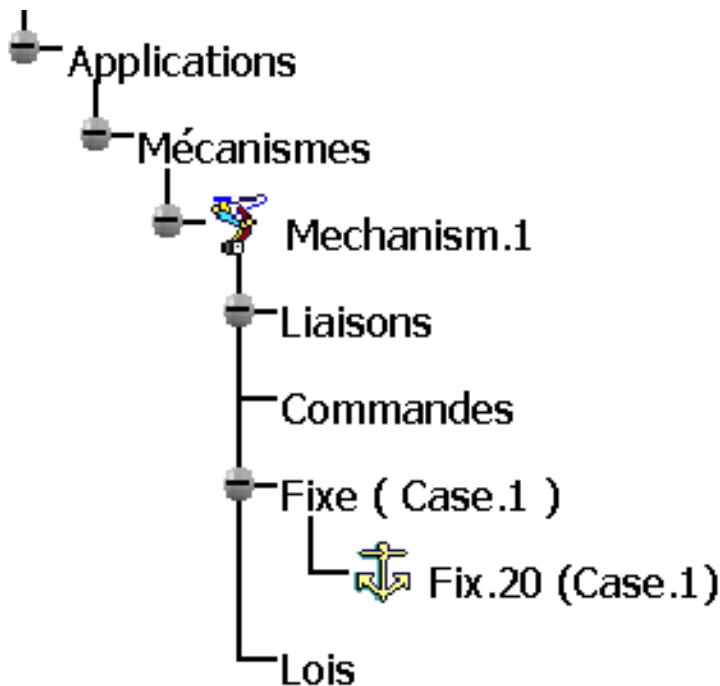 Applications
Mécanismes
Mechanism.1
Liaisons
Commandes
Fixe ( Case.1 )
Fix.20 (Case.1)
Lois